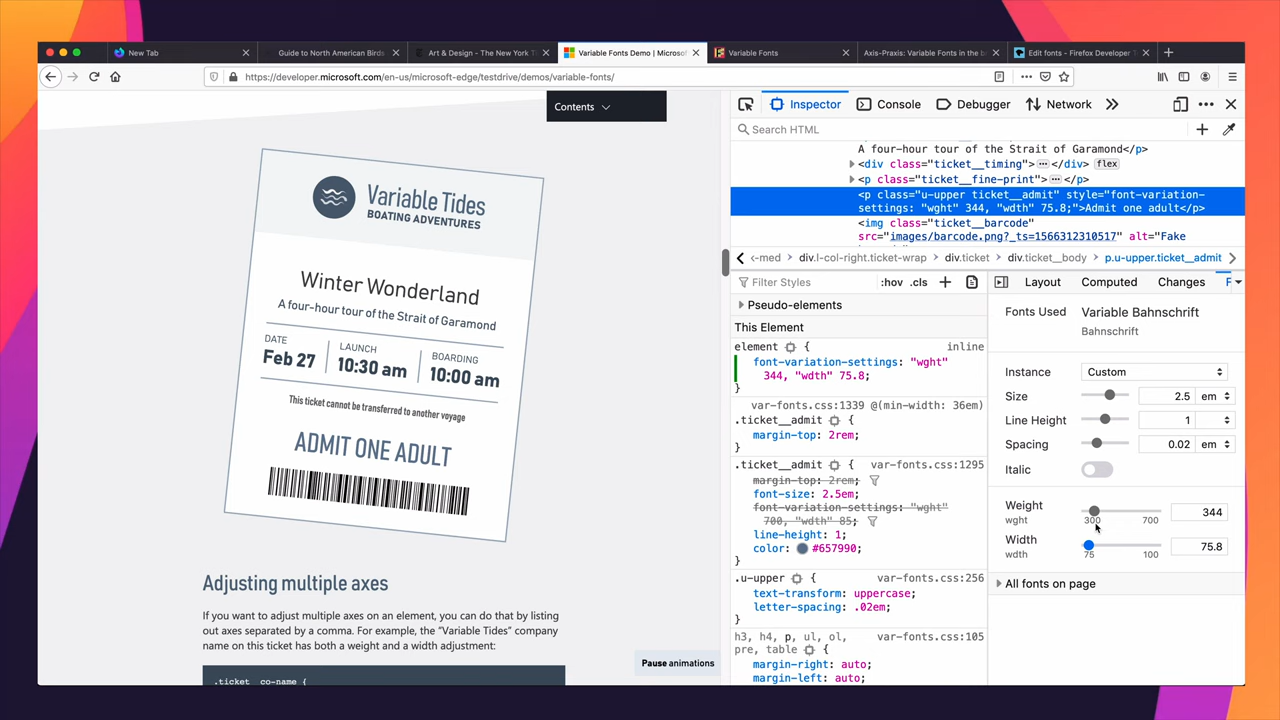 New Tab
Guide to North American Birds
Art & Design - The New York T
Variable Fonts Demo | Microsof
Variable Fonts
Axis-Praxis: Variable Fonts in the b
Edit fonts - Firefox Developer T
https://developer.microsoft.com/en-us/microsoft-edge/testdrive/demos/variable-fonts/
Contents
Variable Tides
BOATING ADVENTURES
Winter Wonderland
A four-hour tour of the Strait of Garamond
DATE
Feb 27
LAUNCH
10:30 am
BOARDING
10:00 am
This ticket cannot be transferred to another voyage
ADMIT ONE ADULT
Adjusting multiple axes
If you want to adjust multiple axes on an element, you can do that by listing
out axes separated by a comma. For example, the “Variable Tides” company
name on this ticket has both a weight and a width adjustment:
.ticket__co-name {
Pause animations
Inspector
Console
Debugger
Network
Search HTML
A four-hour tour of the Strait of Garamond</p>
<div class="ticket__timing"></div> flex
<p class="ticket__fine-print"></p>
<p class="u-upper ticket__admit" style="font-variation-
settings: "wght" 344, "wdth" 75.8;">Admit one adult</p>
<img class="ticket__barcode"
src="images/barcode.png?_ts=1566312310517" alt="Fake
‹-med
div.l-col-right.ticket-wrap
div.ticket
div.ticket__body
p.u-upper.ticket__admit
Filter Styles
:hov
.cls
Pseudo-elements
This Element
element {
inline
font-variation-settings: "wght"
344, "wdth" 75.8;
}
var-fonts.css:1339 @(min-width: 36em)
.ticket__admit {
margin-top: 2rem;
}
.ticket__admit {
var-fonts.css:1295
margin-top: 2rem;
font-size: 2.5em;
font-variation-settings: "wght"
700, "wdth" 85;
line-height: 1;
color: #657990;
}
.u-upper {
var-fonts.css:256
text-transform: uppercase;
letter-spacing: .02em;
}
h3, h4, p, ul, ol,
var-fonts.css:105
pre, table {
margin-right: auto;
margin-left: auto;
Layout
Computed
Changes
F
Fonts Used
Variable Bahnschrift
Bahnschrift
Instance
Custom
Size
2.5
em
Line Height
1
Spacing
0.02
em
Italic
Weight
wght
300
700
344
Width
wdth
75
100
75.8
All fonts on page